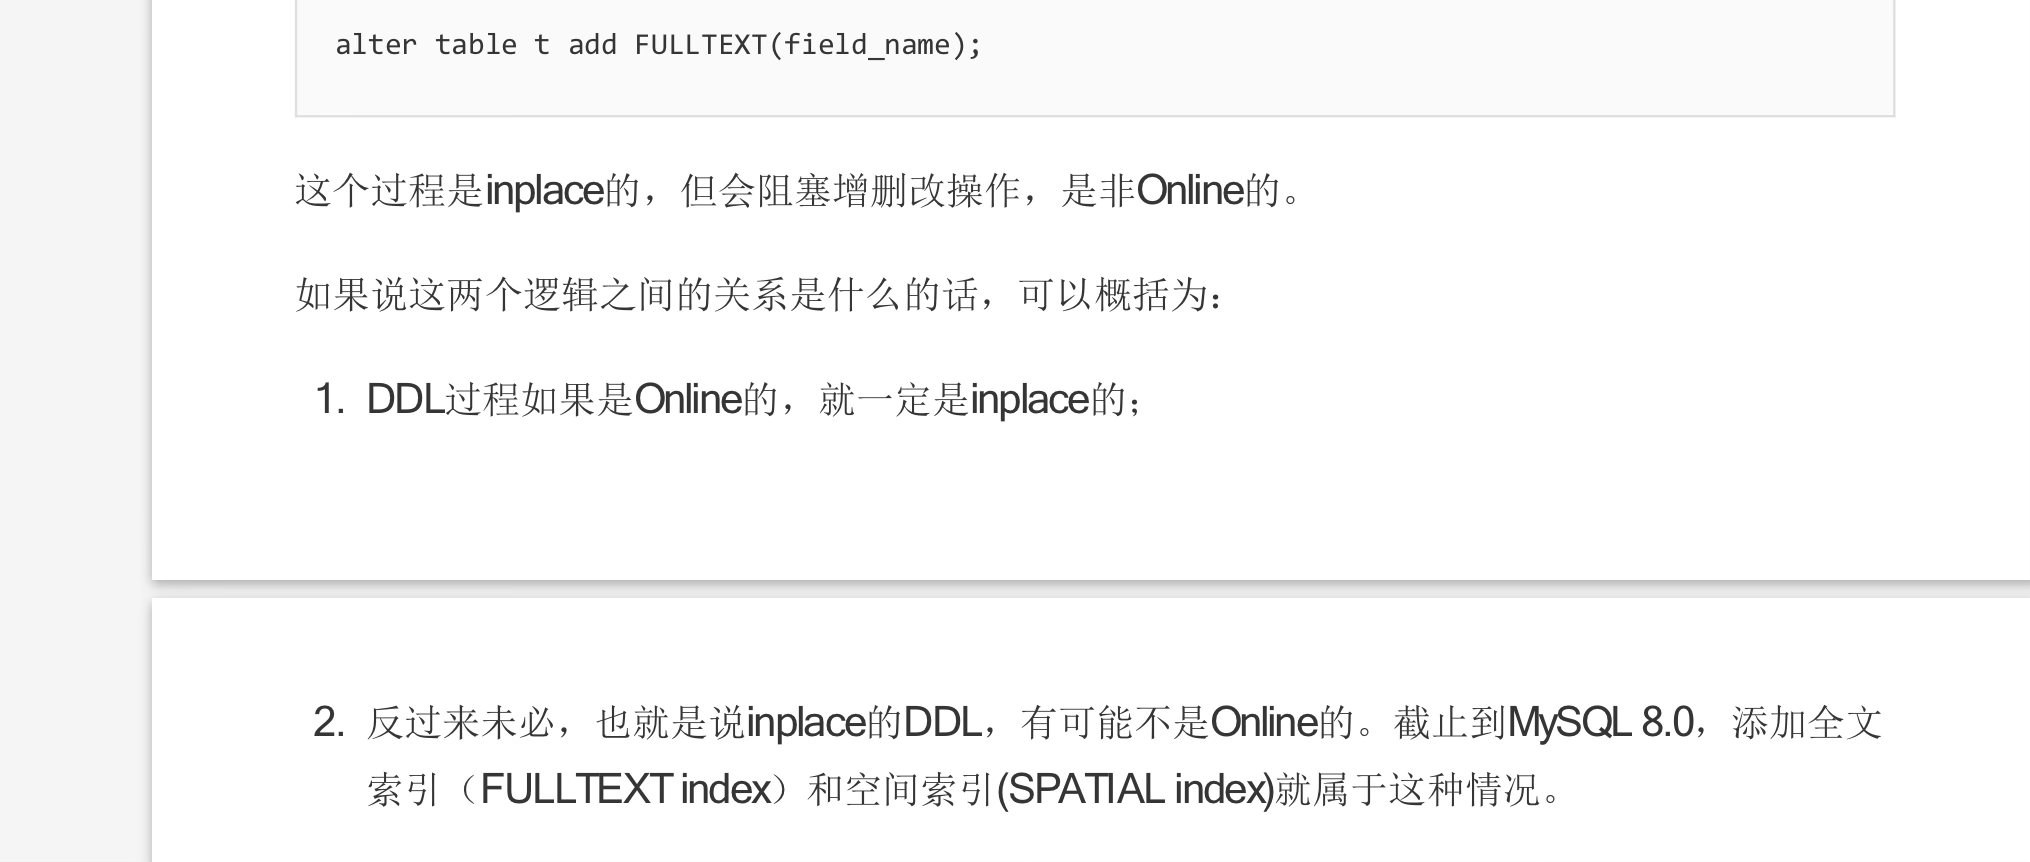 alter table t add FULLTEXT(field_name);
这个过程是inplace的，但会阻塞增删改操作，是非Online的。
如果说这两个逻辑之间的关系是什么的话，可以概括为：
1. DDL过程如果是Online的，就一定是inplace的；
2. 反过来未必，也就是说inplace的DDL，有可能不是Online的。截止到MySQL 8.0，添加全文
索引（FULLTEXT index）和空间索引(SPATIAL index)就属于这种情况。